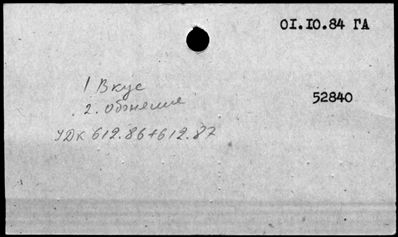 01.10.84 ГА
1 Вкус
52840
2. Обоняние
УДК 612.86+612.87